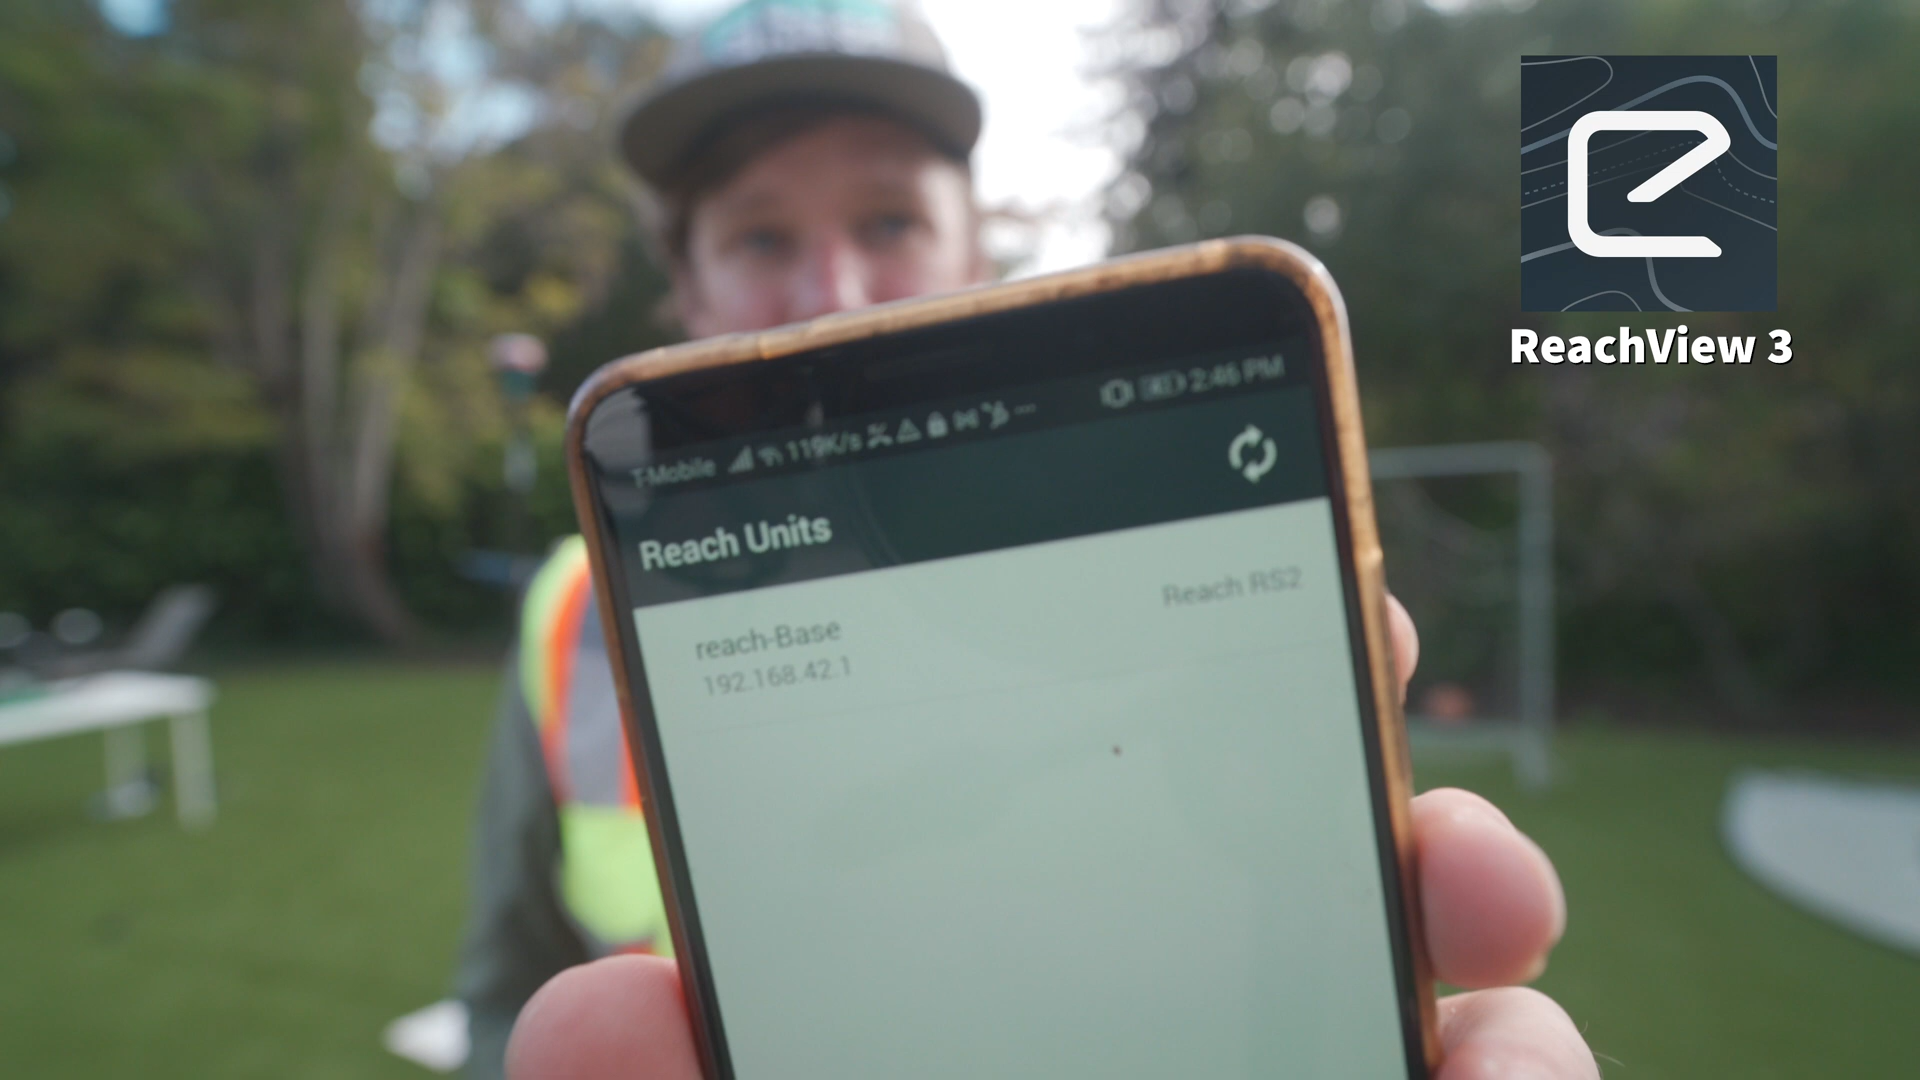 ReachView 3
T-Mobile 119K/s 2:46 PM
Reach Units
reach-Base
Reach RS2
192.168.42.1